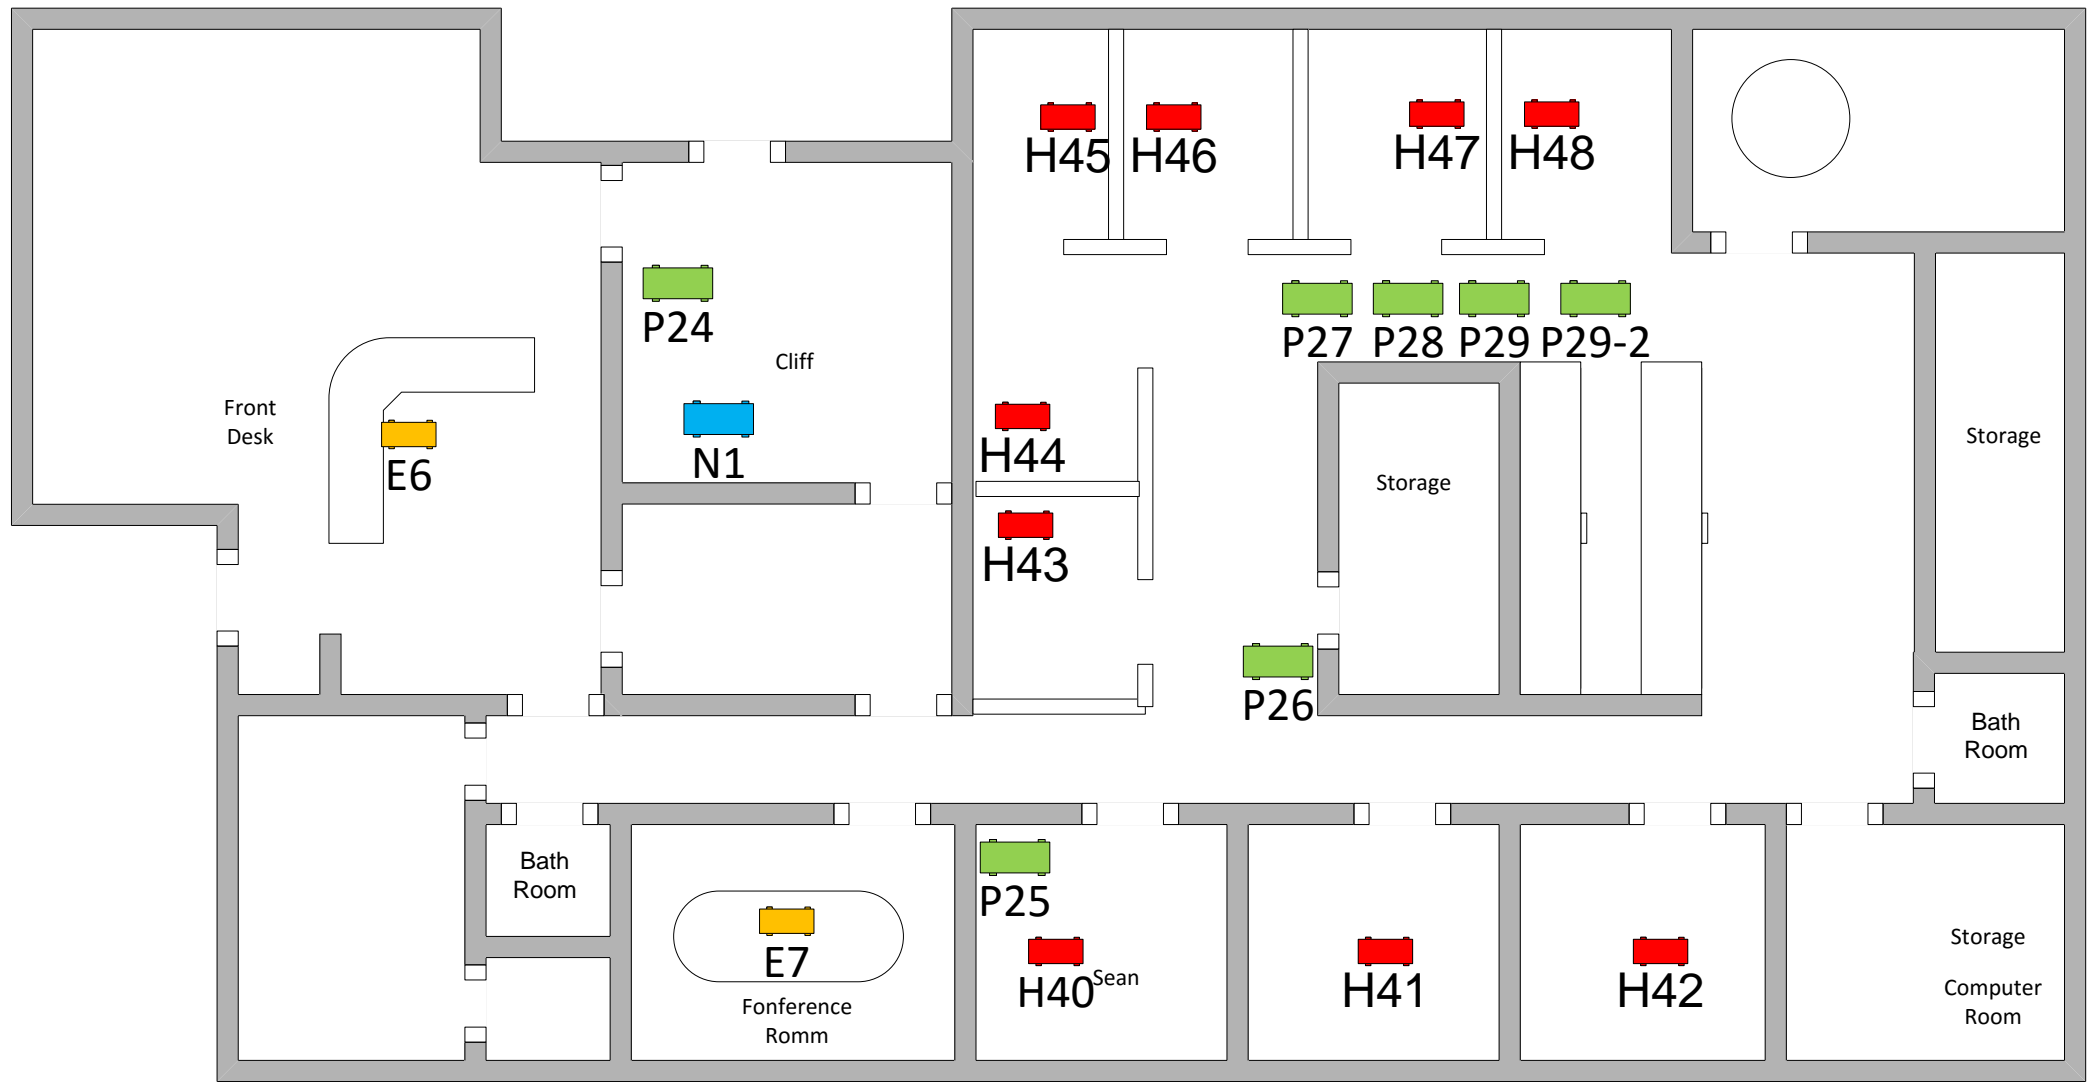 H45
H46
H47
H48
P24
P27
P28
P29
P29-2
Cliff
Front
Desk
E6
N1
H44
H43
Storage
Storage
P26
Bath
Room
Bath
Room
P25
E7
Fonference
Romm
H40
Sean
H41
H42
Storage
Computer
Room